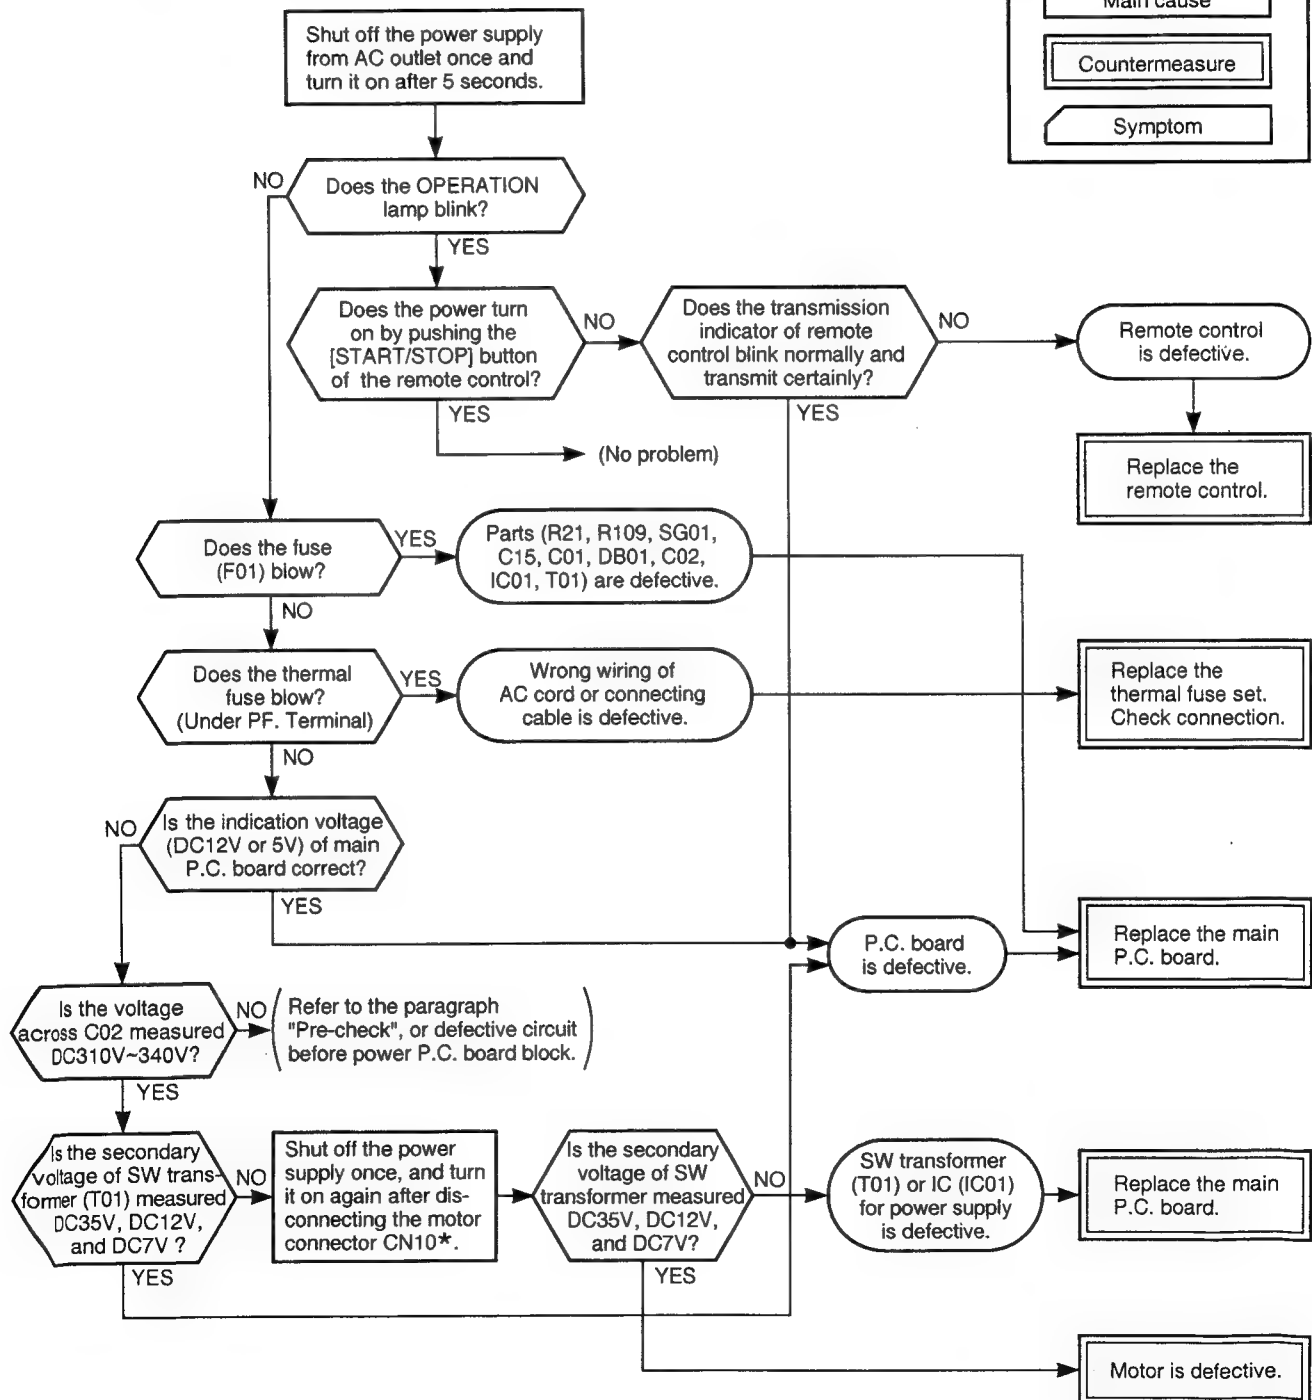 Main cause
Countermeasure
Symptom
Shut off the power supply
from AC outlet once and
turn it on after 5 seconds.
NO
Does the OPERATION
lamp blink?
YES
Does the power turn
on by pushing the
[START/STOP] button
of the remote control?
NO
Does the transmission
indicator of remote
control blink normally and
transmit certainly?
NO
Remote control
is defective.
YES
YES
(No problem)
Replace the
remote control.
Does the fuse
(F01) blow?
YES
Parts (R21, R109, SG01,
C15, C01, DB01, C02,
IC01, T01) are defective.
NO
Does the thermal
fuse blow?
(Under PF. Terminal)
YES
Wrong wiring of
AC cord or connecting
cable is defective.
Replace the
thermal fuse set.
Check connection.
NO
NO
Is the indication voltage
(DC12V or 5V) of main
P.C. board correct?
YES
P.C. board
is defective.
Replace the main
P.C. board.
Is the voltage
across C02 measured
DC310V~340V?
NO
Refer to the paragraph
"Pre-check", or defective circuit
before power P.C. board block.
YES
Is the secondary
voltage of SW trans-
former (T01) measured
DC35V, DC12V,
and DC7V ?
NO
Shut off the power
supply once, and turn
it on again after dis-
connecting the motor
connector CN10*.
Is the secondary
voltage of SW
transformer measured
DC35V, DC12V,
and DC7V?
NO
SW transformer
(T01) or IC (IC01)
for power supply
is defective.
Replace the main
P.C. board.
YES
YES
Motor is defective.